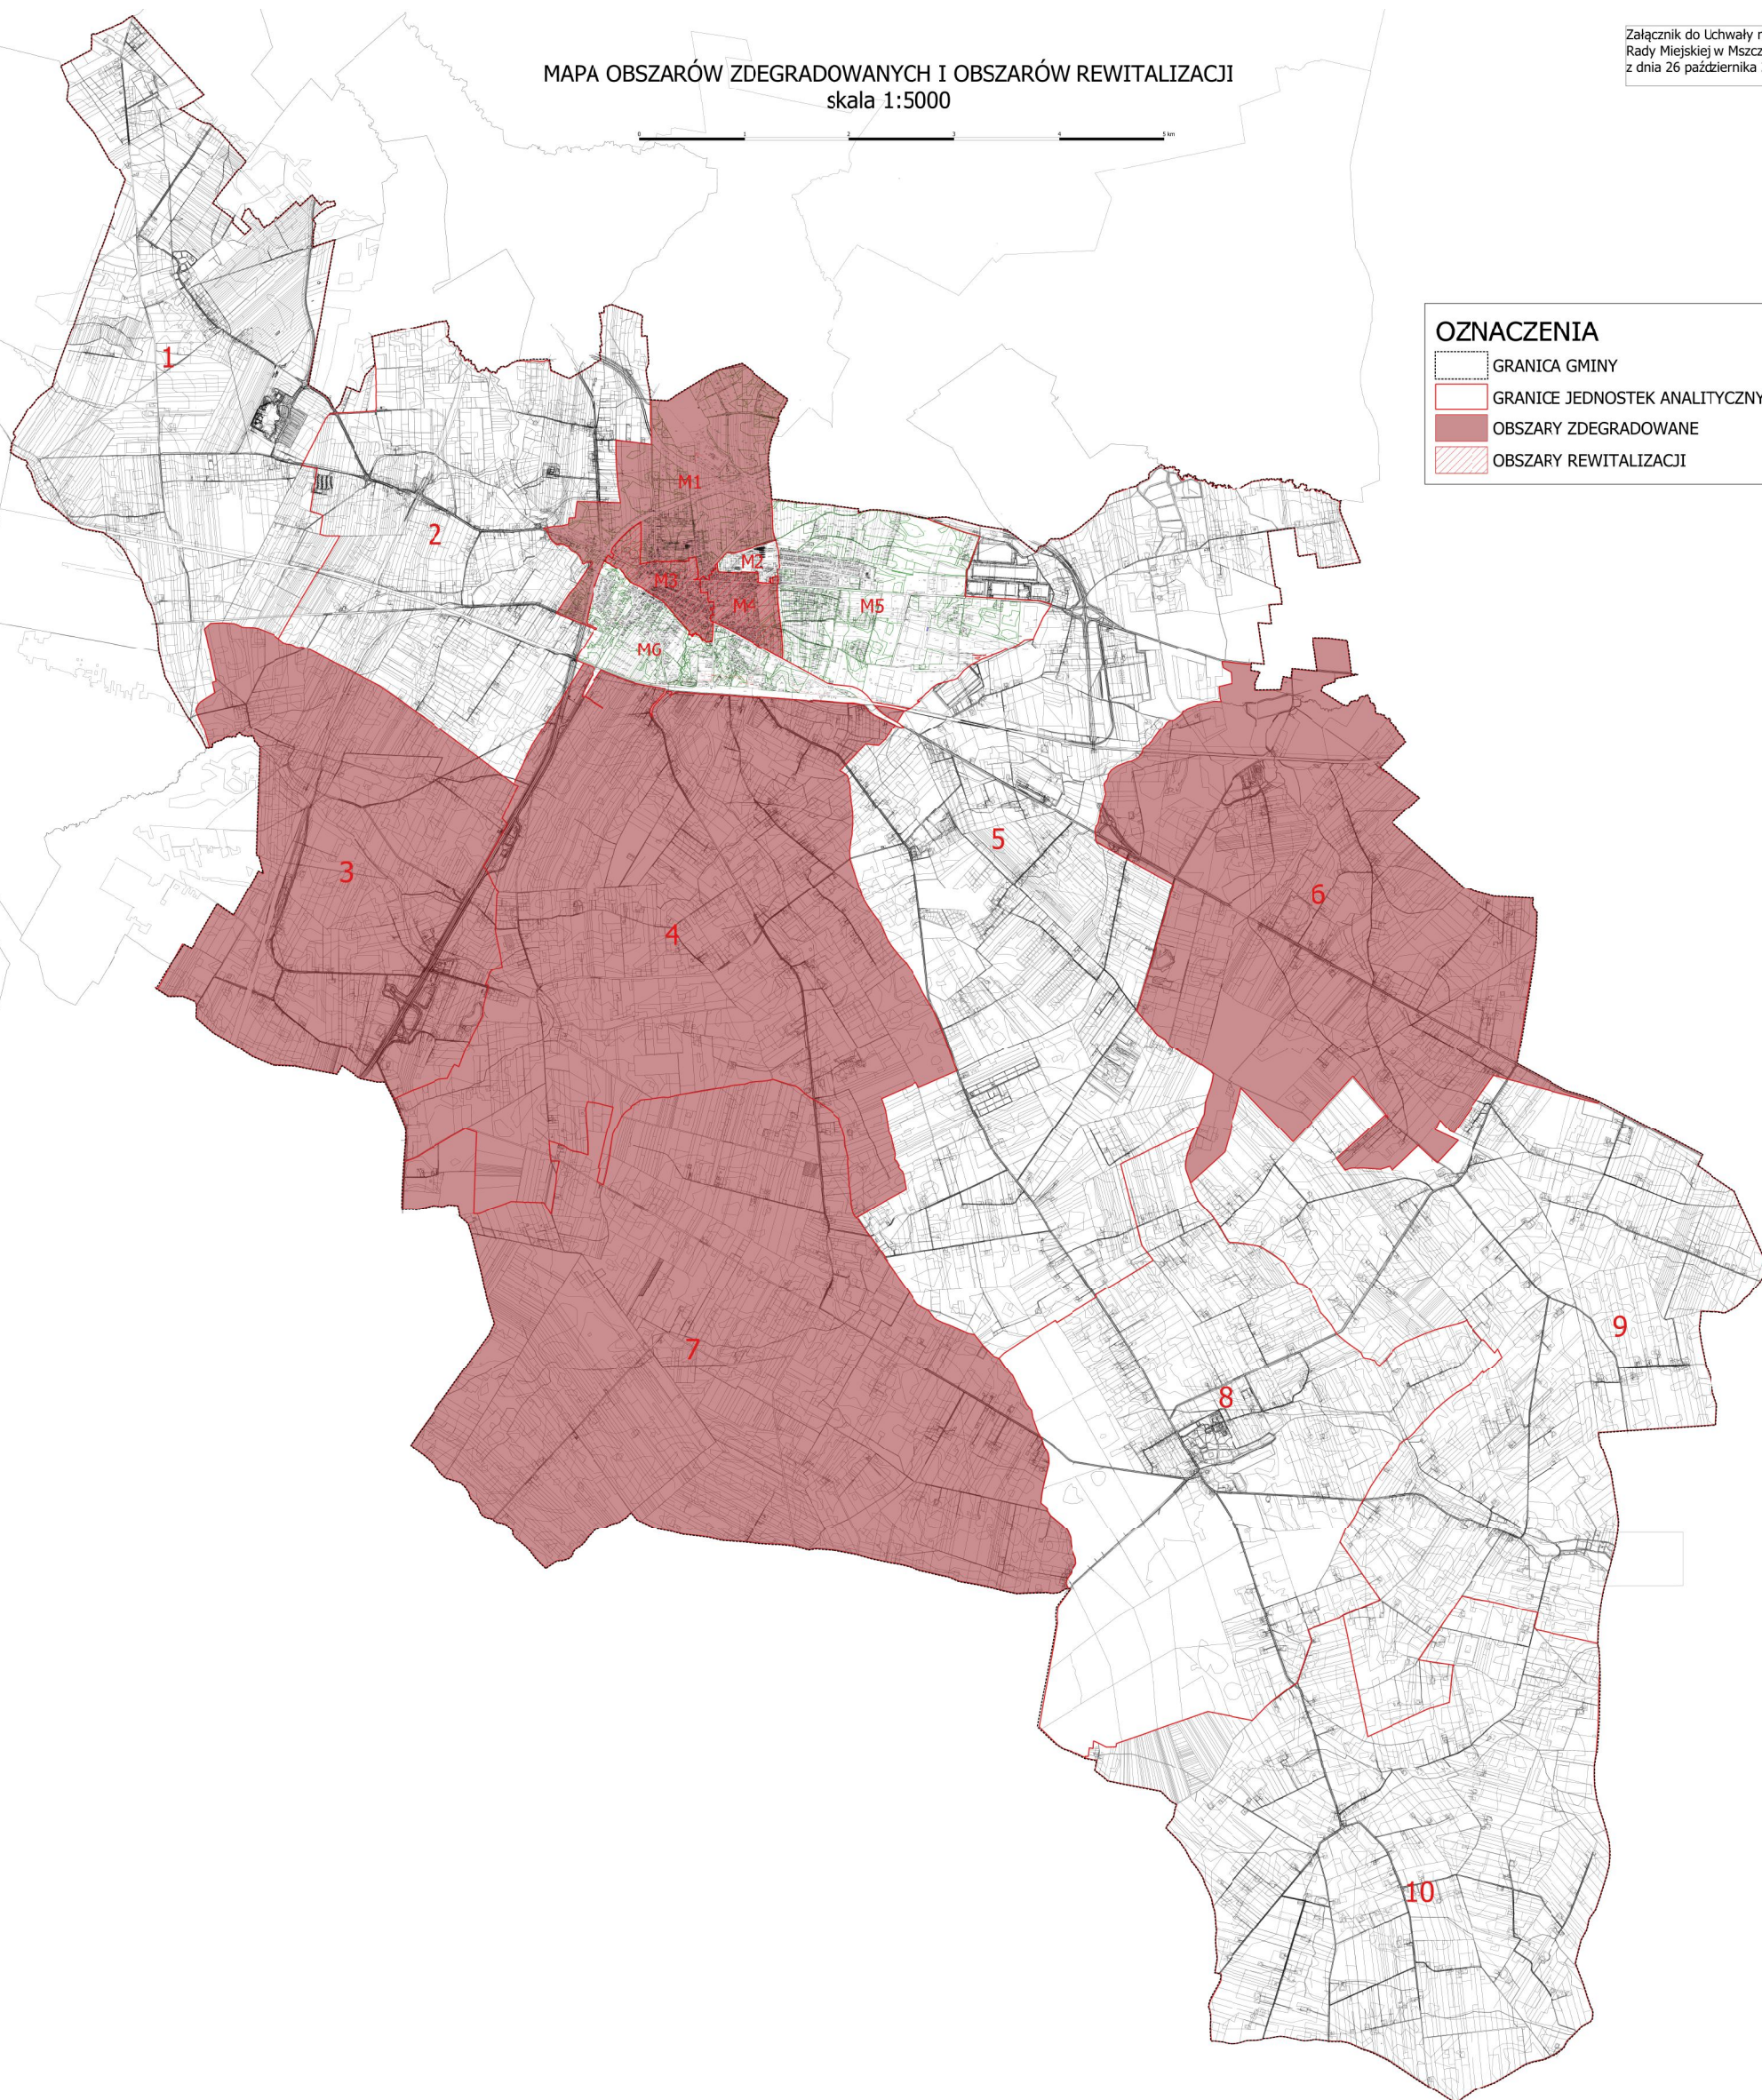 Załącznik do Uchwały
Rady Miejskiej w Mszcz
z dnia 26 października
MAPA OBSZARÓW ZDEGRADOWANYCH I OBSZARÓW REWITALIZACJI
skala 1:5000
0 1 2 3 4 5 km
OZNACZENIA
GRANICA GMINY
GRANICE JEDNOSTEK ANALITYCZNY
OBSZARY ZDEGRADOWANE
OBSZARY REWITALIZACJI
1
M1
2
M2
M3
M4
M5
M6
5
3
6
4
9
7
8
10